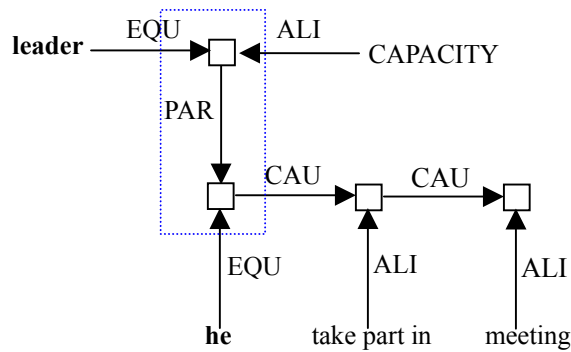 EQU ALI
leader CAPACITY
PAR
CAU CAU
EQU ALI ALI
he take part in meeting